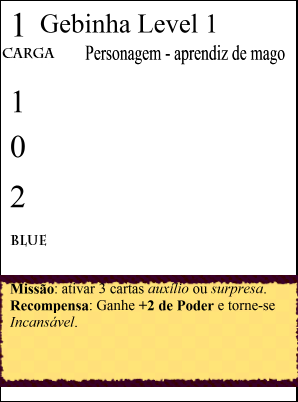 1 Gebinha Level 1
CARGA Personagem - aprendiz de mago
1
0
2
BLUE
Missão: ativar 3 cartas auxílio ou surpresa.
Recompensa: Ganhe +2 de Poder e torne-se
Incansável.